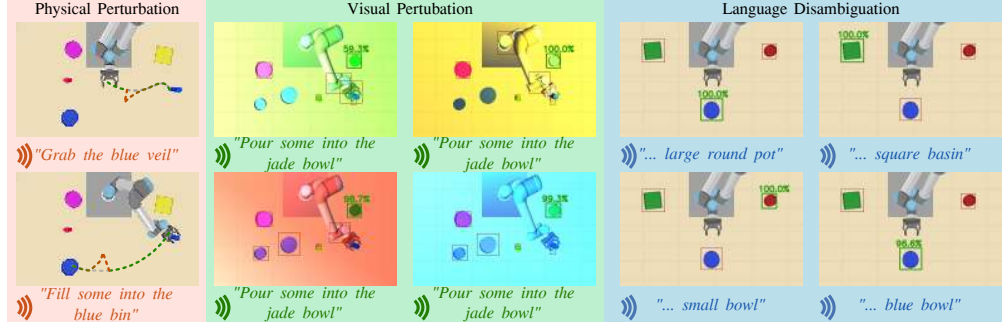 Physical Perturbation
Visual Pertubation
Language Disambiguation
59.3%
100.0%
100.0%
100.0%
"Grab the blue veil"
"Pour some into the
jade bowl"
"Pour some into the
jade bowl"
"... large round pot"
"... square basin"
98.7%
99.3%
100.0%
96.6%
"Fill some into the
blue bin"
"Pour some into the
jade bowl"
"Pour some into the
jade bowl"
"... small bowl"
"... blue bowl"